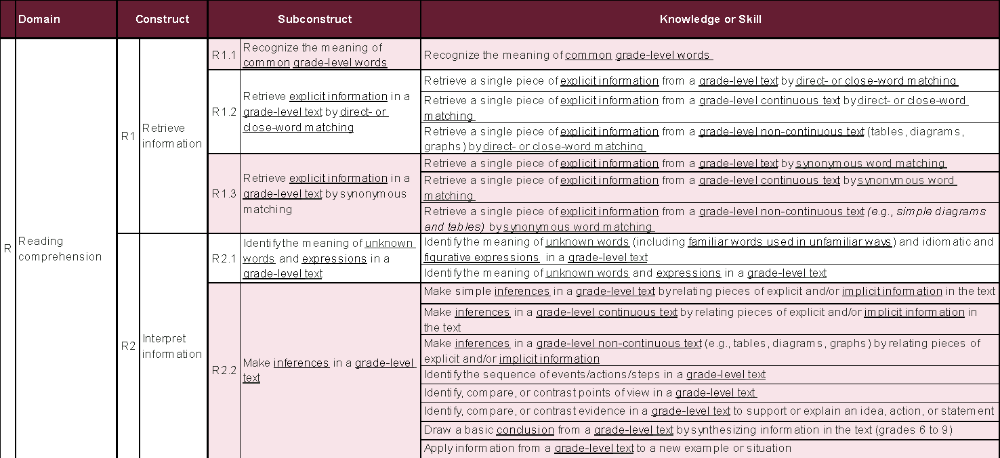 Domain Construct Subconstruct Knowledge or Skill
R1.1 Recognize the meaning of
common grade-level words
Recognize the meaning of common grade-level words
R Reading
comprehension
R1 Retrieve
information
R1.2 Retrieve explicit information in a
grade-level text by direct- or
close-word matching
Retrieve a single piece of explicit information from a grade-level text by direct- or close-word matching
Retrieve a single piece of explicit information from a grade-level continuous text by direct- or close-word
matching
Retrieve a single piece of explicit information from a grade-level non-continuous text (tables, diagrams,
graphs) by direct- or close-word matching
R1.3 Retrieve explicit information in a
grade-level text by synonymous
matching
Retrieve a single piece of explicit information from a grade-level text by synonymous word matching
Retrieve a single piece of explicit information from a grade-level continuous text by synonymous word
matching
Retrieve a single piece of explicit information from a grade-level non-continuous text (e.g., simple diagrams
and tables) by synonymous word matching
R2 Interpret
information
R2.1 Identify the meaning of unknown
words and expressions in a
grade-level text
Identify the meaning of unknown words (including familiar words used in unfamiliar ways) and idiomatic and
figurative expressions in a grade-level text
Identify the meaning of unknown words and expressions in a grade-level text
R2.2 Make inferences in a grade-level
text
Make simple inferences in a grade-level text by relating pieces of explicit and/or implicit information in the text
Make inferences in a grade-level continuous text by relating pieces of explicit and/or implicit information in
the text
Make inferences in a grade-level non-continuous text (e.g., tables, diagrams, graphs) by relating pieces of
explicit and/or implicit information
Identify the sequence of events/actions/steps in a grade-level text
Identify, compare, or contrast points of view in a grade-level text
Identify, compare, or contrast evidence in a grade-level text to support or explain an idea, action, or statement
Draw a basic conclusion from a grade-level text by synthesizing information in the text (grades 6 to 9)
Apply information from a grade-level text to a new example or situation